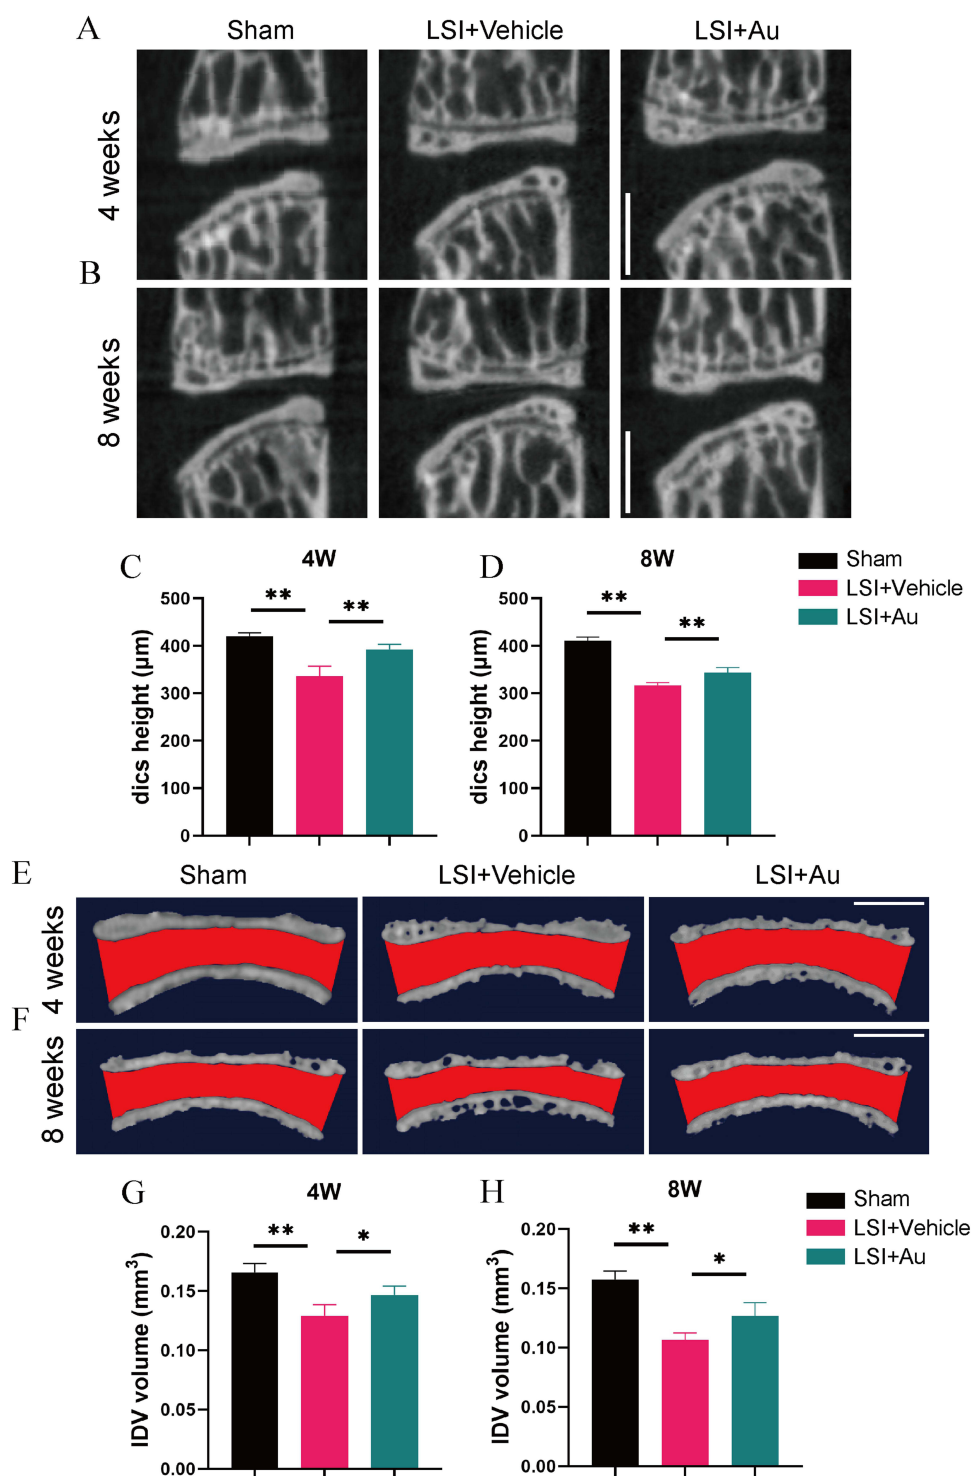 A
Sham
LSI+Vehicle
LSI+Au
4 weeks
B
8 weeks
C
4W
dics height (µm)
500
400
300
200
100
0
**
**
D
8W
dics height (µm)
500
400
300
200
100
0
**
**
Sham
LSI+Vehicle
LSI+Au
E
Sham
LSI+Vehicle
LSI+Au
4 weeks
F
8 weeks
G
4W
IDV volume (mm³)
0.20
0.15
0.10
0.05
0.00
**
*
H
8W
IDV volume (mm³)
0.20
0.15
0.10
0.05
0.00
**
*
Sham
LSI+Vehicle
LSI+Au